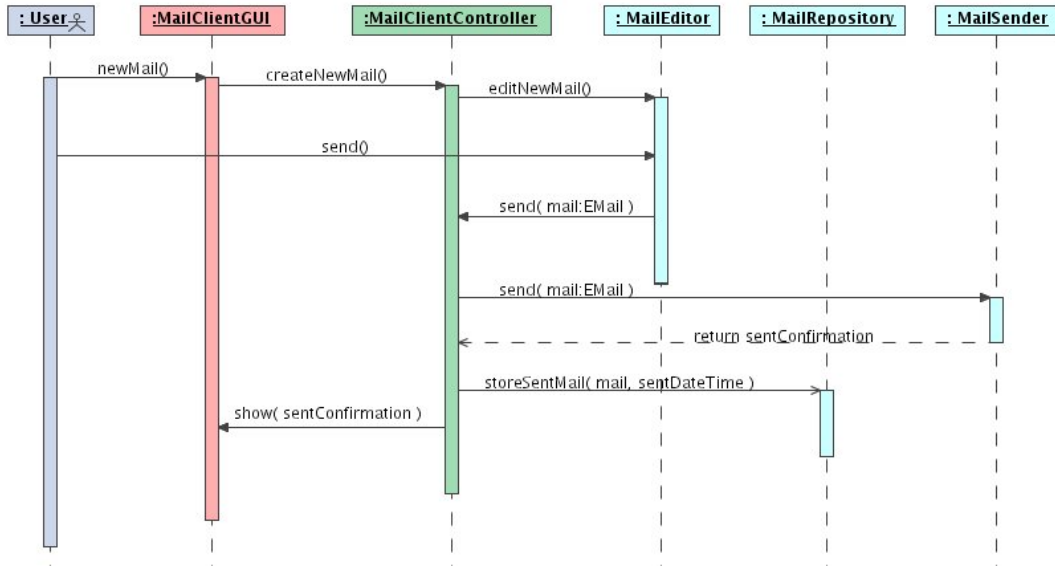 : User
:MailClientGUI
:MailClientController
: MailEditor
: MailRepository
: MailSender
newMail()
createNewMail()
editNewMail()
send()
send( mail:EMail )
send( mail:EMail )
return sentConfirmation
storeSentMail( mail, sentDateTime )
show( sentConfirmation )